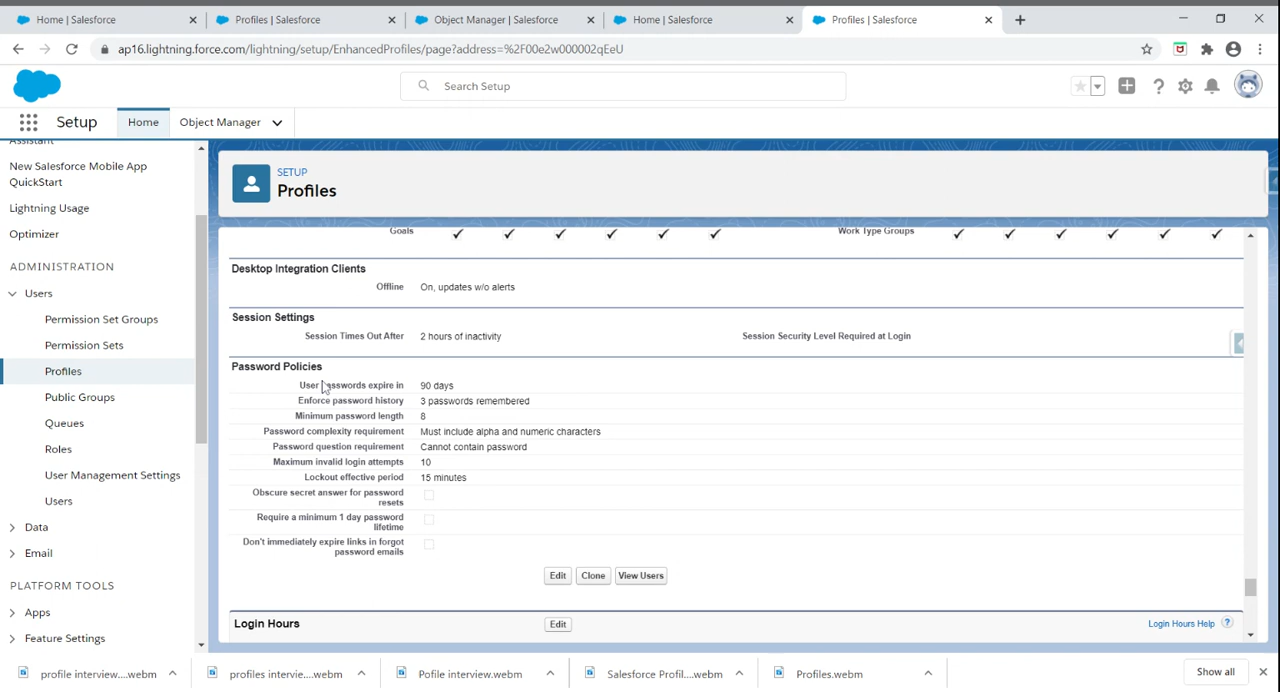 Home | Salesforce
Profiles | Salesforce
Object Manager | Salesforce
Home | Salesforce
Profiles | Salesforce
ap16.lightning.force.com/lightning/setup/EnhancedProfiles/page?address=%2F00e2w000002qEeU
Search Setup
Setup
Home
Object Manager
Assistant
New Salesforce Mobile App
QuickStart
Lightning Usage
Optimizer
ADMINISTRATION
Users
Permission Set Groups
Permission Sets
Profiles
Public Groups
Queues
Roles
User Management Settings
Users
Data
Email
PLATFORM TOOLS
Apps
Feature Settings
SETUP
Profiles
Goals
Work Type Groups
Desktop Integration Clients
Offline On, updates w/o alerts
Session Settings
Session Times Out After 2 hours of inactivity
Session Security Level Required at Login
Password Policies
User passwords expire in 90 days
Enforce password history 3 passwords remembered
Minimum password length 8
Password complexity requirement Must include alpha and numeric characters
Password question requirement Cannot contain password
Maximum invalid login attempts 10
Lockout effective period 15 minutes
Obscure secret answer for password
resets
Require a minimum 1 day password
lifetime
Don't immediately expire links in forgot
password emails
Edit Clone View Users
Login Hours Edit
Login Hours Help ?
profile interview....webm
profiles intervie....webm
Pofile interview.webm
Salesforce Profil....webm
Profiles.webm
Show all